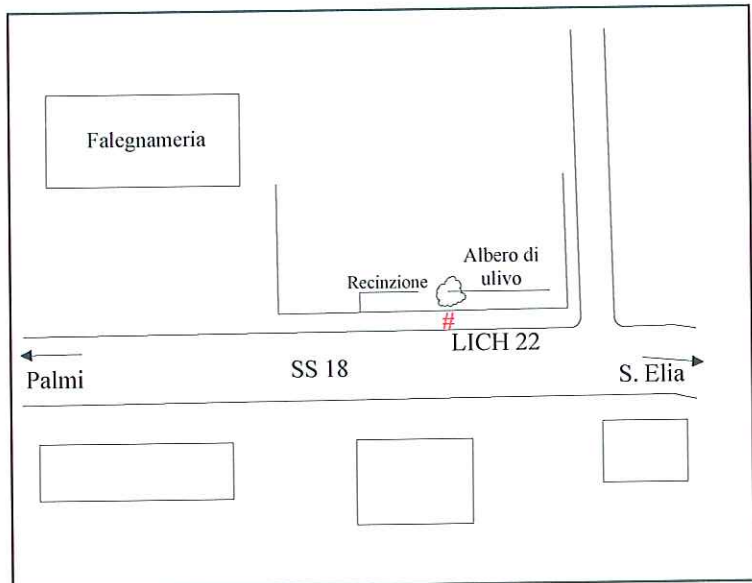 Falegnameria
Albero di
ulivo
Recinzione
#
LICH 22
SS 18
Palmi
S. Elia